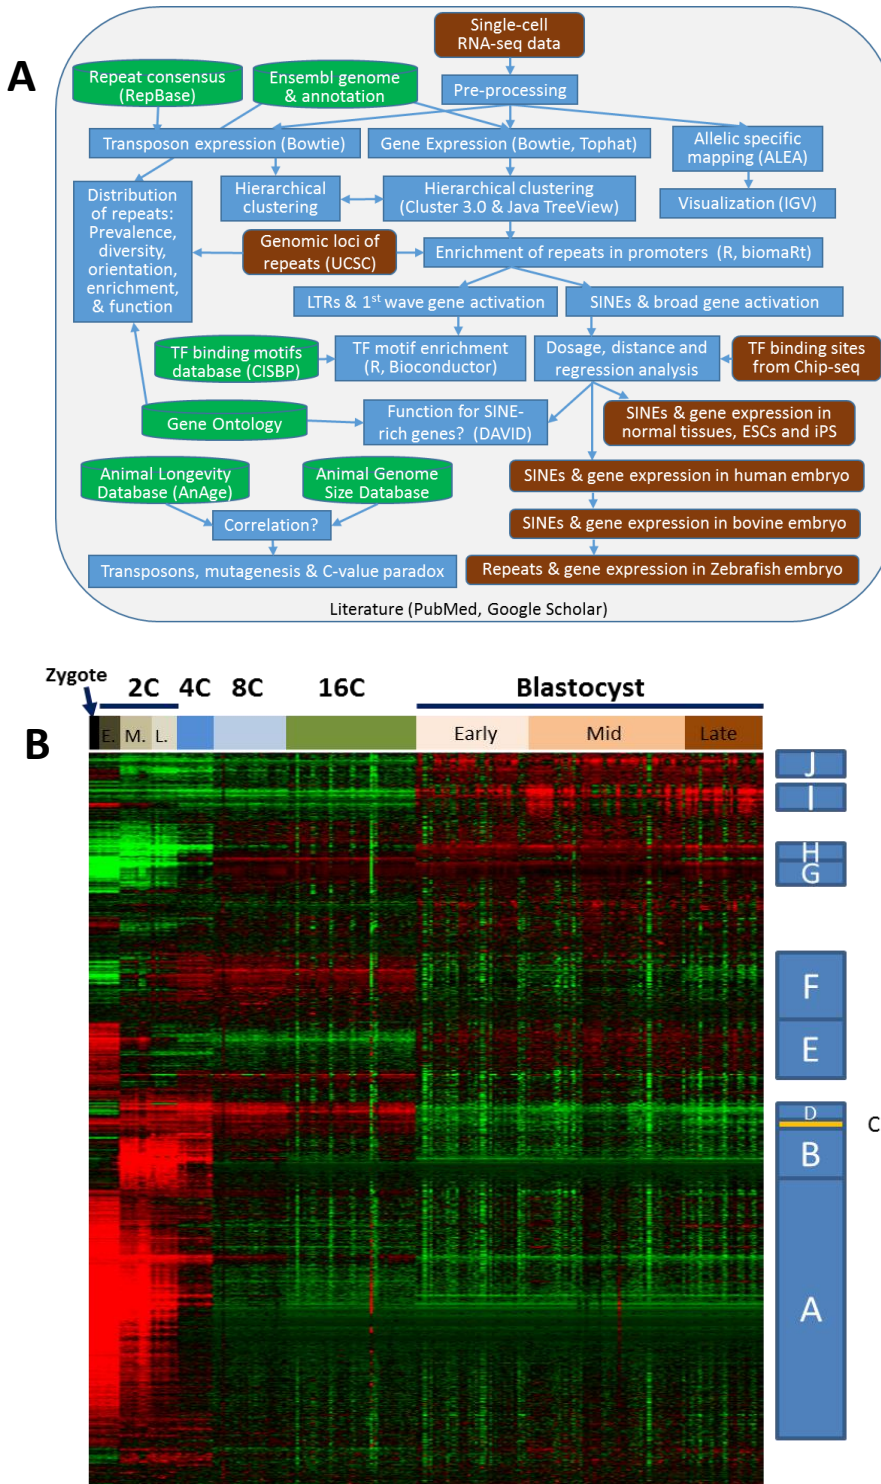 A
Single-cell
RNA-seq data
Repeat consensus
(RepBase)
Ensembl genome
& annotation
Pre-processing
Transposon expression (Bowtie)
Gene Expression (Bowtie, Tophat)
Allelic specific
mapping (ALEA)
Distribution
of repeats:
Prevalence,
diversity,
orientation,
enrichment,
& function
Hierarchical
clustering
Hierarchical clustering
(Cluster 3.0 & Java TreeView)
Visualization (IGV)
Genomic loci of
repeats (UCSC)
Enrichment of repeats in promoters (R, biomaRt)
LTRs & 1st wave gene activation
SINEs & broad gene activation
TF binding motifs
database (CISBP)
TF motif enrichment
(R, Bioconductor)
Dosage, distance and
regression analysis
TF binding sites
from Chip-seq
Gene Ontology
Function for SINE-
rich genes? (DAVID)
SINEs & gene expression in
normal tissues, ESCs and iPS
Animal Longevity
Database (AnAge)
Animal Genome
Size Database
SINEs & gene expression in human embryo
Correlation?
SINEs & gene expression in bovine embryo
Transposons, mutagenesis & C-value paradox
Repeats & gene expression in Zebrafish embryo
Literature (PubMed, Google Scholar)
B
Zygote
2C
4C
8C
16C
Blastocyst
E.
M.
L.
Early
Mid
Late
J
I
H
G
F
E
D
C
B
A